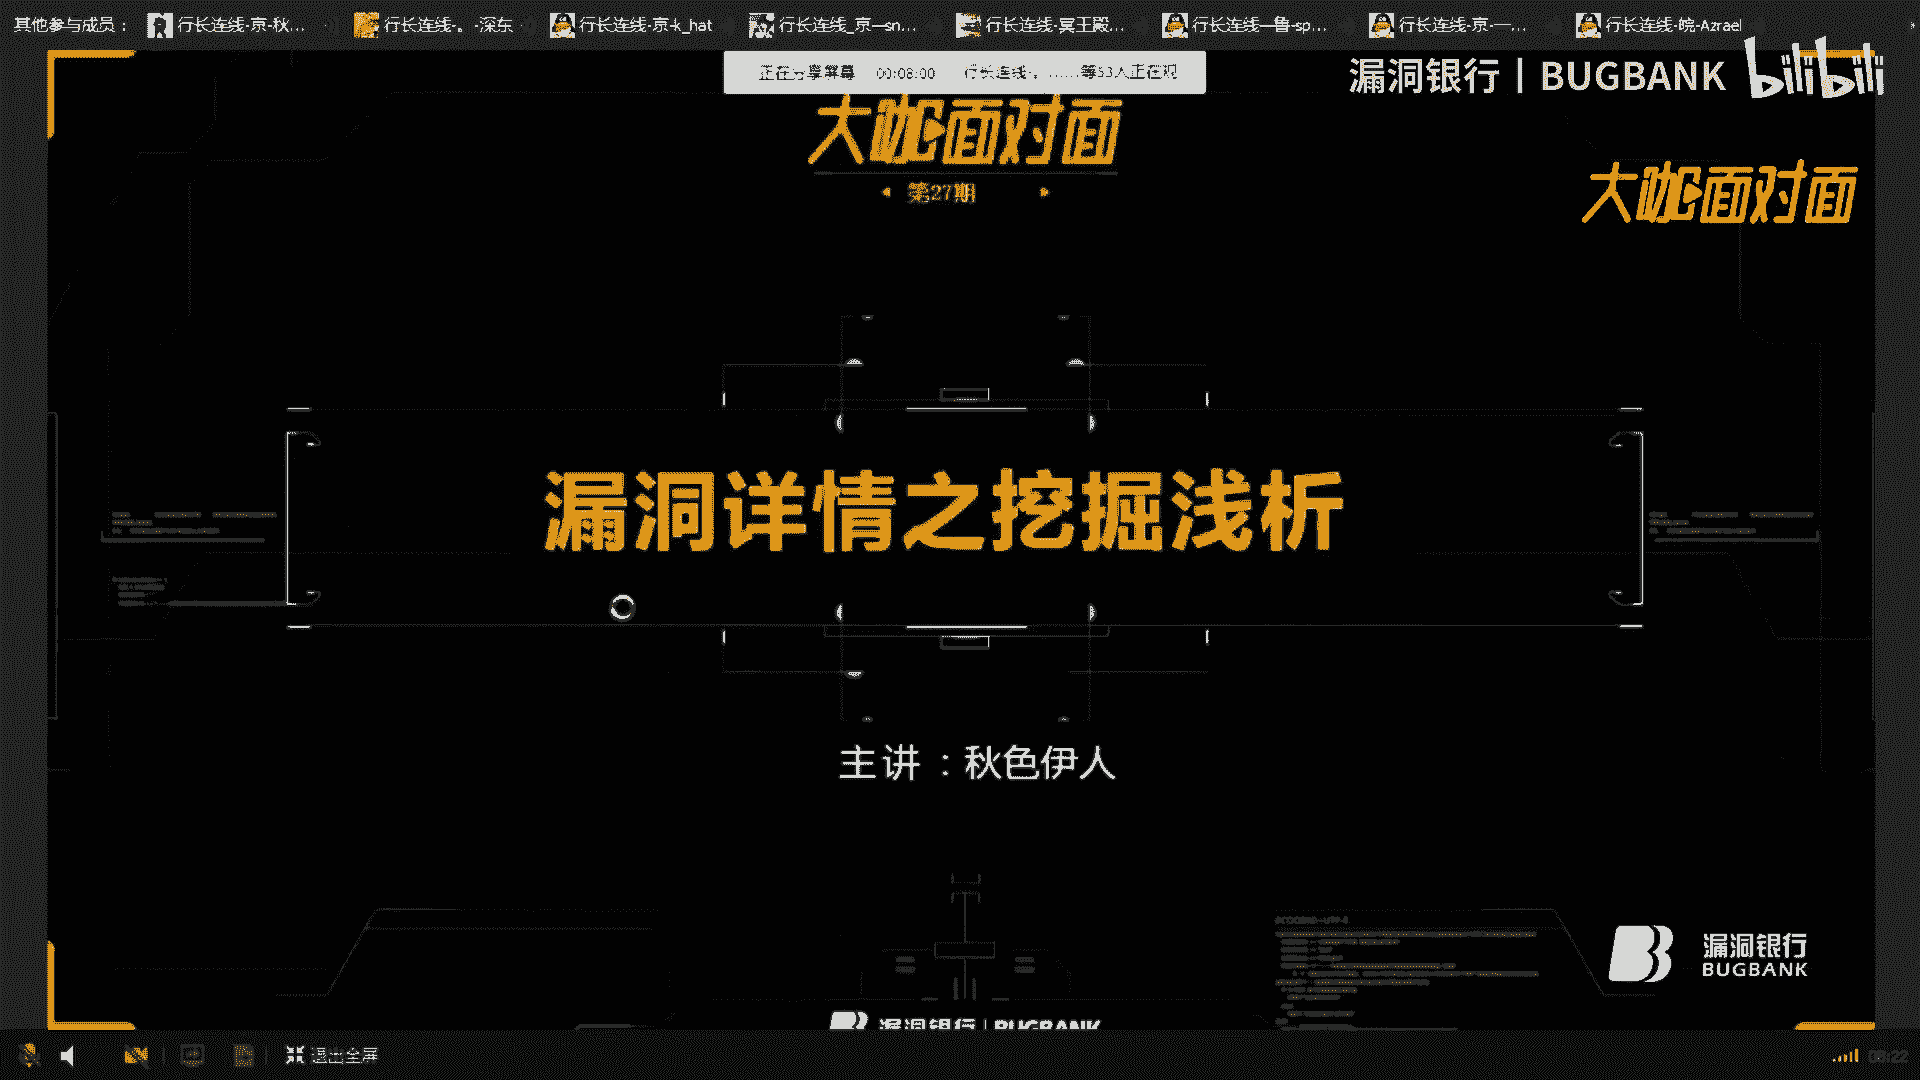 其他参与成员：
行长连线-京-秋...
行长连线-。-深东
行长连线-京-k_hat
行长连线_京—sn...
行长连线-冥王殿...
行长连线—鲁-sp...
行长连线-京-一...
行长连线-皖-Azrael
正在分享屏幕 00:08:00 行长连线-。......等53人正在观
漏洞银行 | BUGBANK bilibili
大咖面对面
第27期
大咖面对面
漏洞详情之挖掘浅析
主讲：秋色伊人
漏洞银行
BUGBANK
漏洞银行 | BUGBANK
退出全屏